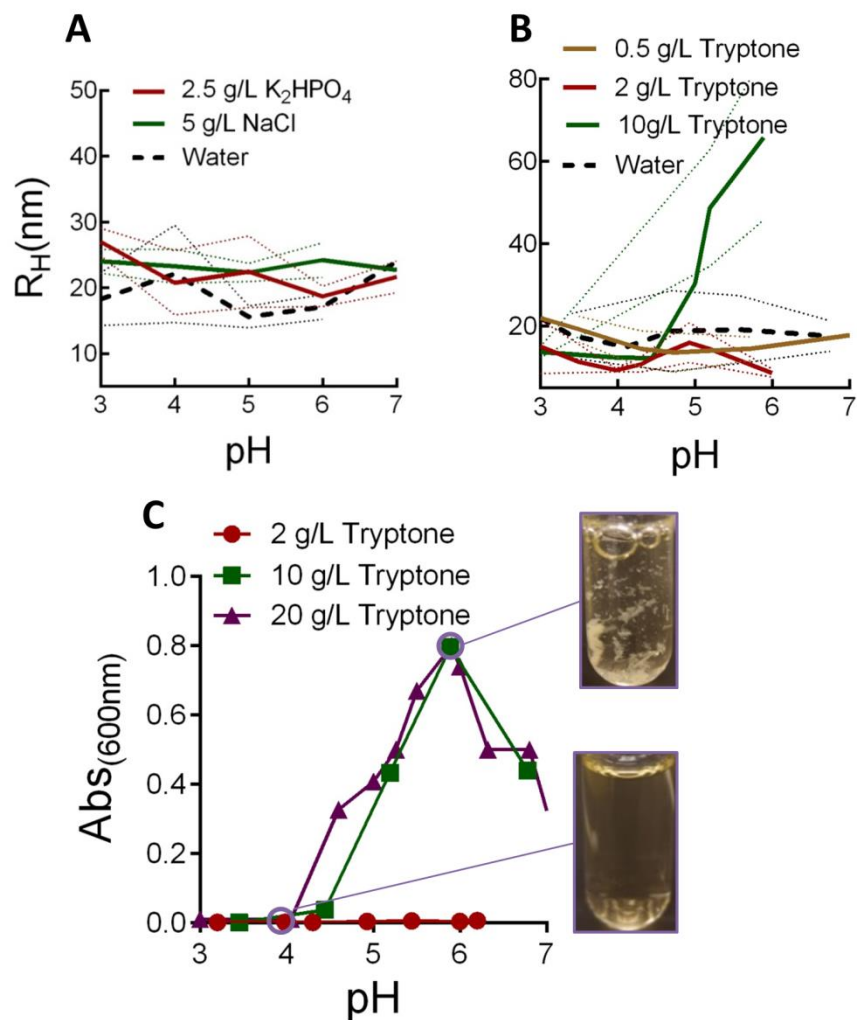 A
2.5 g/L K₂HPO₄
5 g/L NaCl
Water
R_H(nm)
50
40
30
20
10
3 4 5 6 7
pH
B
0.5 g/L Tryptone
2 g/L Tryptone
10g/L Tryptone
Water
80
60
40
20
3 4 5 6 7
pH
C
2 g/L Tryptone
10 g/L Tryptone
20 g/L Tryptone
Abs(600nm)
1.0
0.8
0.6
0.4
0.2
0.0
3 4 5 6 7
pH